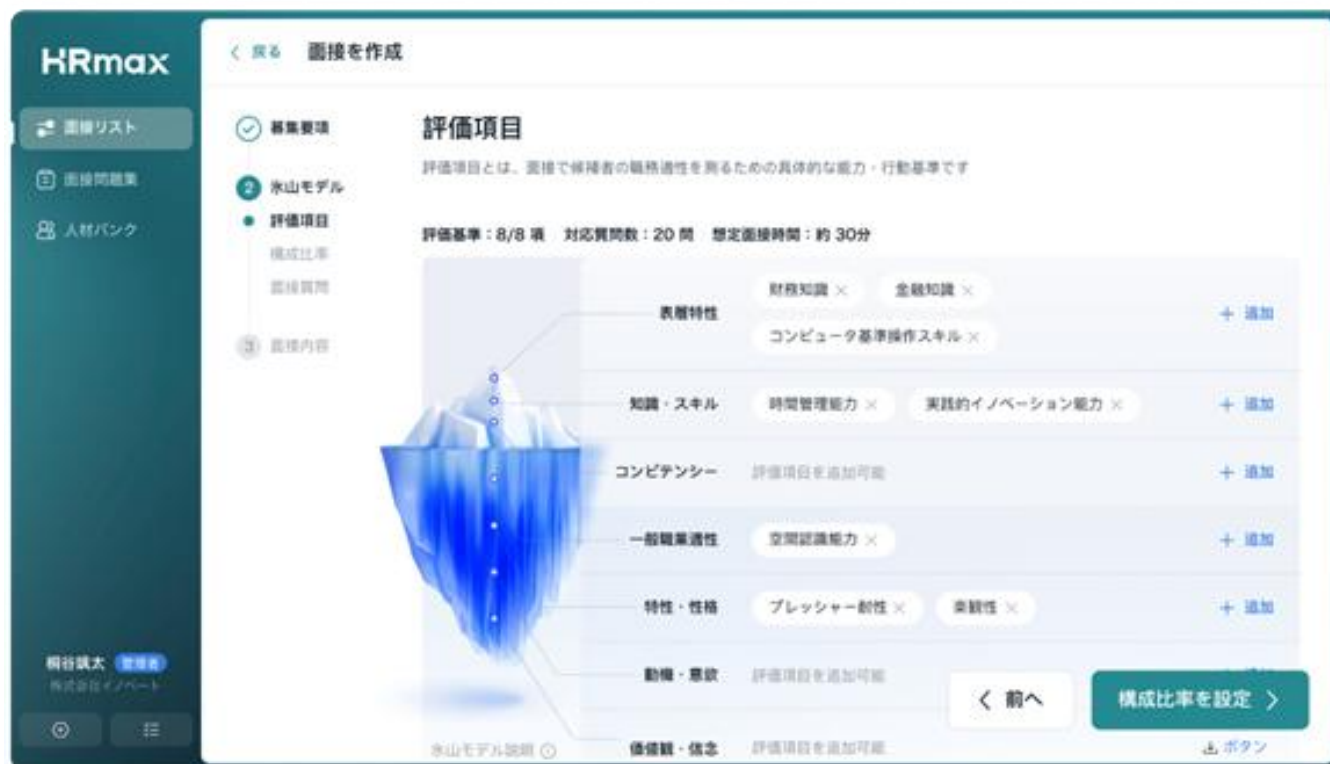 HRmax
面接リスト
面接問題集
人材バンク
桐谷颯太 管理者
株式会社イノベート
< 戻る 面接を作成
募集要項
2 氷山モデル
評価項目
構成比率
面接質問
3 面接内容
評価項目
評価項目とは、面接で候補者の職務適性を測るための具体的な能力・行動基準です
評価基準：8/8 項 対応質問数：20 問 想定面接時間：約 30分
表層特性 財務知識 × 金融知識 × + 追加
コンピュータ基準操作スキル ×
知識・スキル 時間管理能力 × 実践的イノベーション能力 × + 追加
コンピテンシー 評価項目を追加可能 + 追加
一般職業適性 空間認識能力 × + 追加
特性・性格 プレッシャー耐性 × 楽観性 × + 追加
動機・意欲 評価項目を追加可能
< 前へ 構成比率を設定 >
氷山モデル説明 価値観・信念 評価項目を追加可能 ボタン